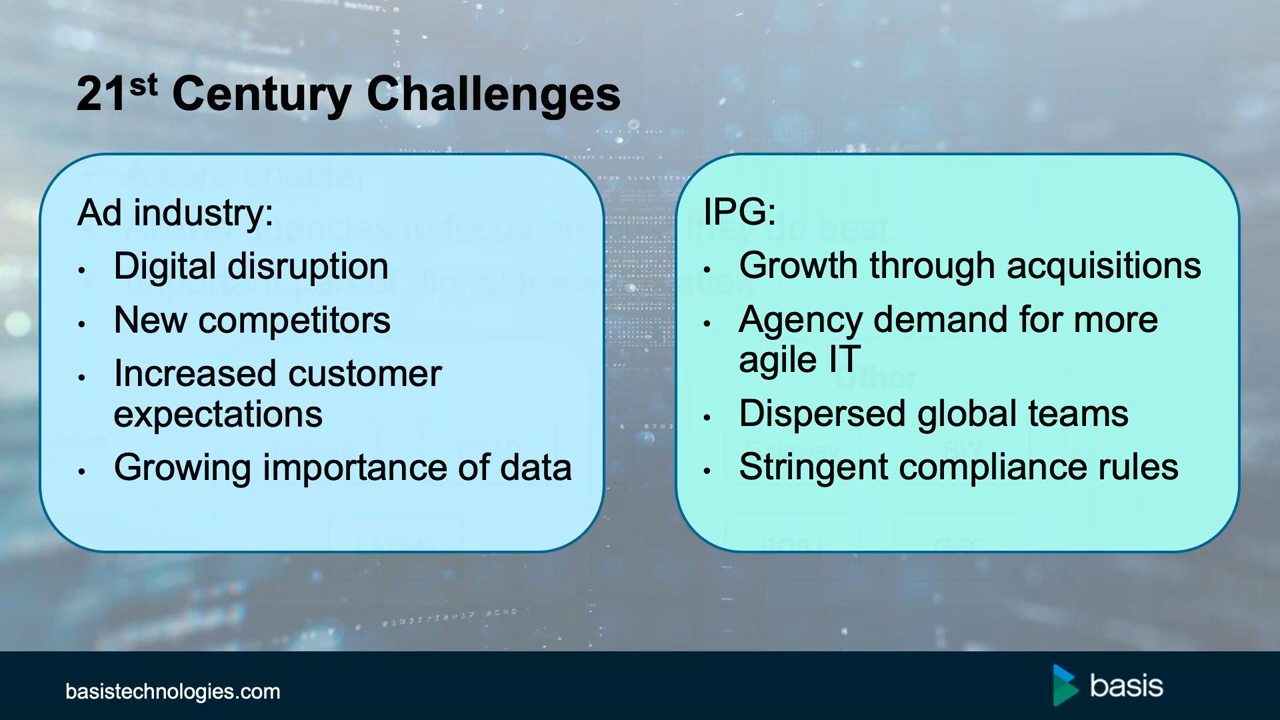 21st Century Challenges
Ad industry:
• Digital disruption
• New competitors
• Increased customer
expectations
• Growing importance of data
IPG:
• Growth through acquisitions
• Agency demand for more
agile IT
• Dispersed global teams
• Stringent compliance rules
basistechnologies.com
basis